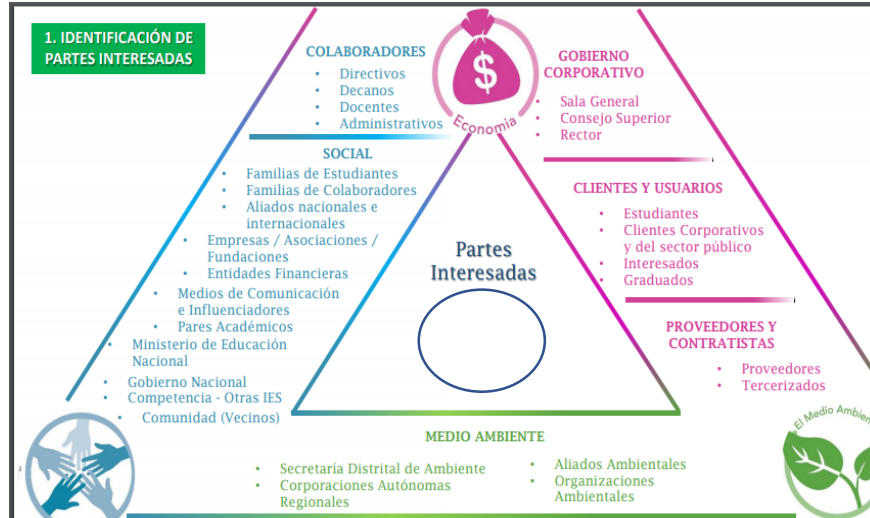 1. IDENTIFICACIÓN DE
PARTES INTERESADAS
COLABORADORES
• Directivos
• Decanos
• Docentes
• Administrativos
SOCIAL
• Familias de Estudiantes
• Familias de Colaboradores
• Aliados nacionales e
internacionales
• Empresas / Asociaciones /
Fundaciones
• Entidades Financieras
• Medios de Comunicación
e Influenciadores
• Pares Académicos
• Ministerio de Educación
Nacional
• Gobierno Nacional
• Competencia - Otras IES
• Comunidad (Vecinos)
$
Economía
GOBIERNO
CORPORATIVO
• Sala General
• Consejo Superior
• Rector
CLIENTES Y USUARIOS
• Estudiantes
• Clientes Corporativos
y del sector público
• Interesados
• Graduados
PROVEEDORES Y
CONTRATISTAS
• Proveedores
• Tercerizados
Partes
Interesadas
MEDIO AMBIENTE
• Secretaría Distrital de Ambiente
• Corporaciones Autónomas
Regionales
• Aliados Ambientales
• Organizaciones
Ambientales
El Medio Ambien